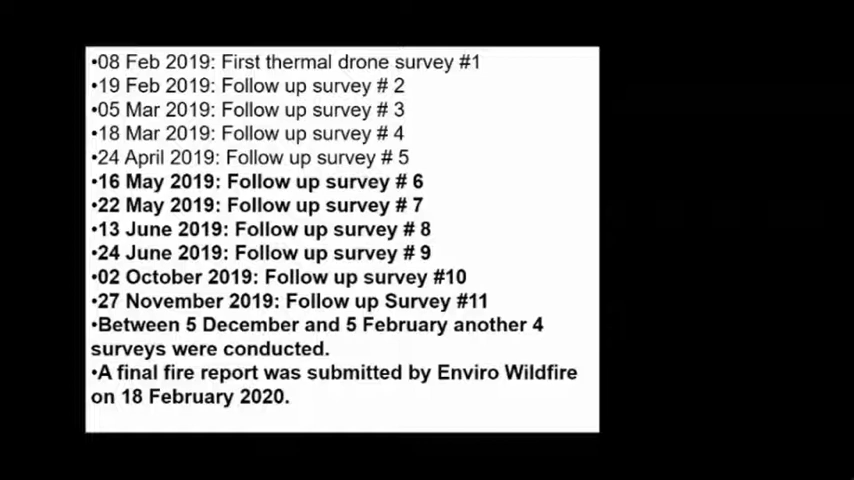 •08 Feb 2019: First thermal drone survey #1
•19 Feb 2019: Follow up survey # 2
•05 Mar 2019: Follow up survey # 3
•18 Mar 2019: Follow up survey # 4
•24 April 2019: Follow up survey # 5
•16 May 2019: Follow up survey # 6
•22 May 2019: Follow up survey # 7
•13 June 2019: Follow up survey # 8
•24 June 2019: Follow up survey # 9
•02 October 2019: Follow up survey #10
•27 November 2019: Follow up Survey #11
•Between 5 December and 5 February another 4
surveys were conducted.
•A final fire report was submitted by Enviro Wildfire
on 18 February 2020.